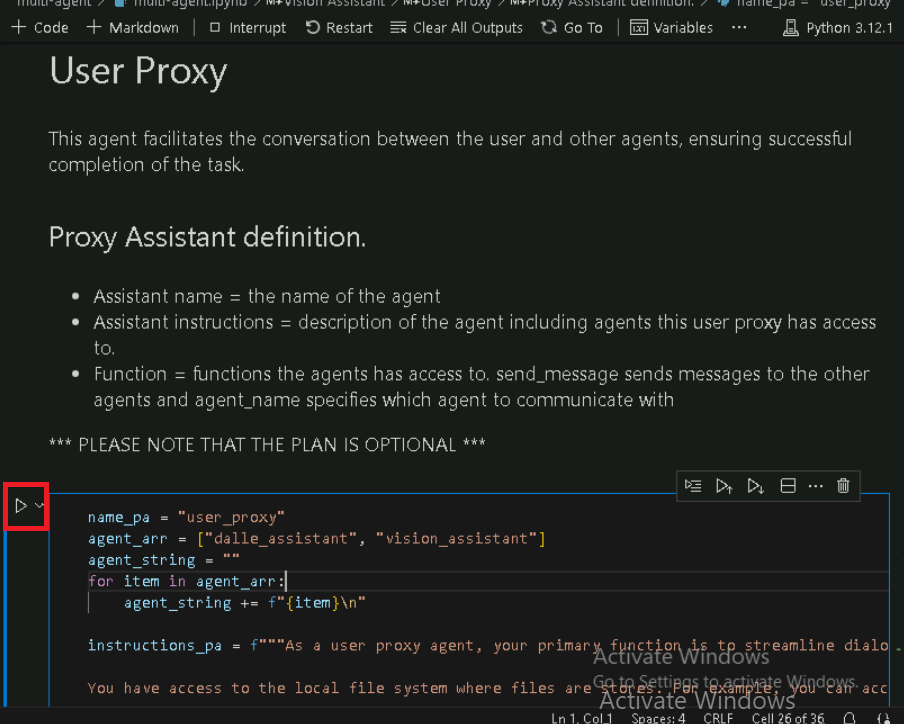 multi-agent > multi-agent.ipynb > M+Vision Assistant > M+User Proxy > M+Proxy Assistant definition. > name_pa = "user_proxy"
+ Code + Markdown | Interrupt Restart Clear All Outputs Go To | Variables ... Python 3.12.1
User Proxy
This agent facilitates the conversation between the user and other agents, ensuring successful
completion of the task.
Proxy Assistant definition.
• Assistant name = the name of the agent
• Assistant instructions = description of the agent including agents this user proxy has access
to.
• Function = functions the agents has access to. send_message sends messages to the other
agents and agent_name specifies which agent to communicate with
*** PLEASE NOTE THAT THE PLAN IS OPTIONAL ***
name_pa = "user_proxy"
agent_arr = ["dalle_assistant", "vision_assistant"]
agent_string = ""
for item in agent_arr:
    agent_string += f"{item}\n"
instructions_pa = f"""As a user proxy agent, your primary function is to streamline dialo
Activate Windows
Go to Settings to activate Windows.
You have access to the local file system where files are stores. For example, you can acc
Activate Windows
Ln 1, Col 1 Spaces: 4 CRLF Cell 26 of 36